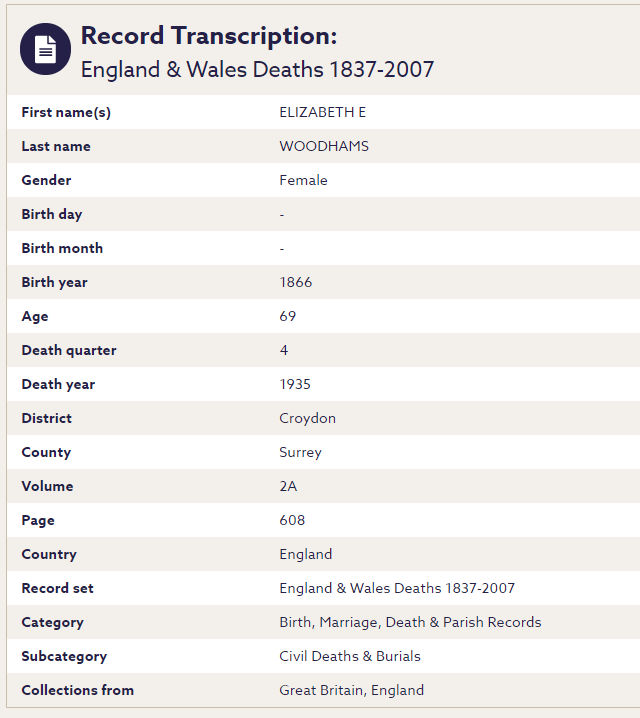 Record Transcription:
England & Wales Deaths 1837-2007
First name(s) ELIZABETH E
Last name WOODHAMS
Gender Female
Birth day -
Birth month -
Birth year 1866
Age 69
Death quarter 4
Death year 1935
District Croydon
County Surrey
Volume 2A
Page 608
Country England
Record set England & Wales Deaths 1837-2007
Category Birth, Marriage, Death & Parish Records
Subcategory Civil Deaths & Burials
Collections from Great Britain, England